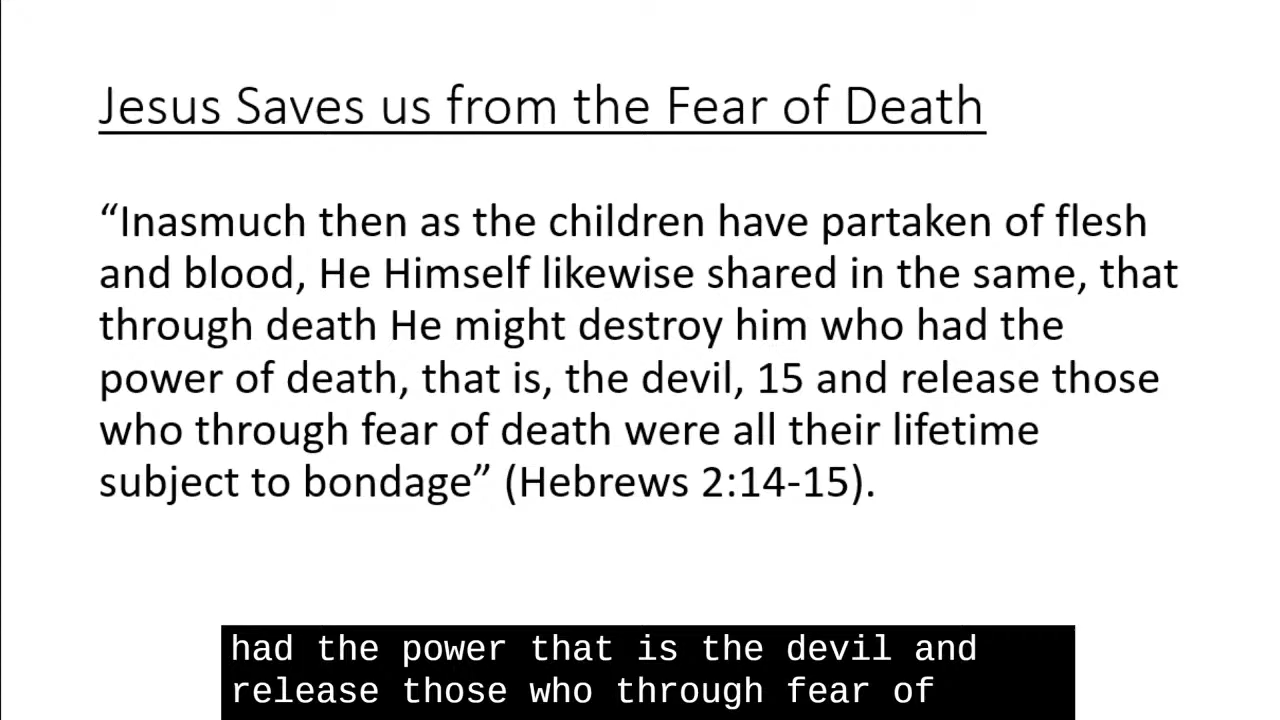 Jesus Saves us from the Fear of Death
“Inasmuch then as the children have partaken of flesh
and blood, He Himself likewise shared in the same, that
through death He might destroy him who had the
power of death, that is, the devil, 15 and release those
who through fear of death were all their lifetime
subject to bondage” (Hebrews 2:14-15).
had the power that is the devil and
release those who through fear of